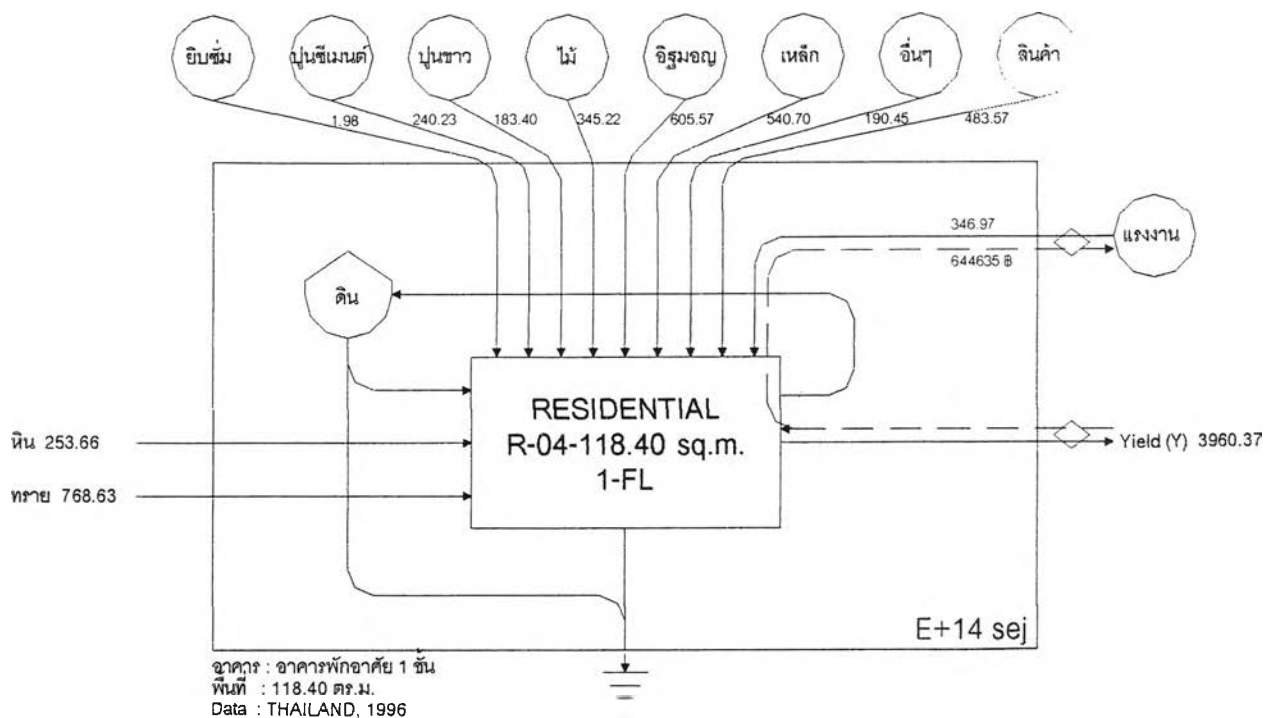 ยิบซั่ม
ปูนซีเมนต์
ปูนขาว
ไม้
อิฐมอญ
เหล็ก
อื่นๆ
สินค้า
1.98
240.23
183.40
345.22
605.57
540.70
190.45
483.57
346.97
แรงงาน
644635 ฿
ดิน
RESIDENTIAL
R-04-118.40 sq.m.
1-FL
หิน 253.66
Yield (Y) 3960.37
ทราย 768.63
E+14 sej
อาคาร : อาคารพักอาศัย 1 ชั้น
พื้นที่ : 118.40 ตร.ม.
Data : THAILAND, 1996